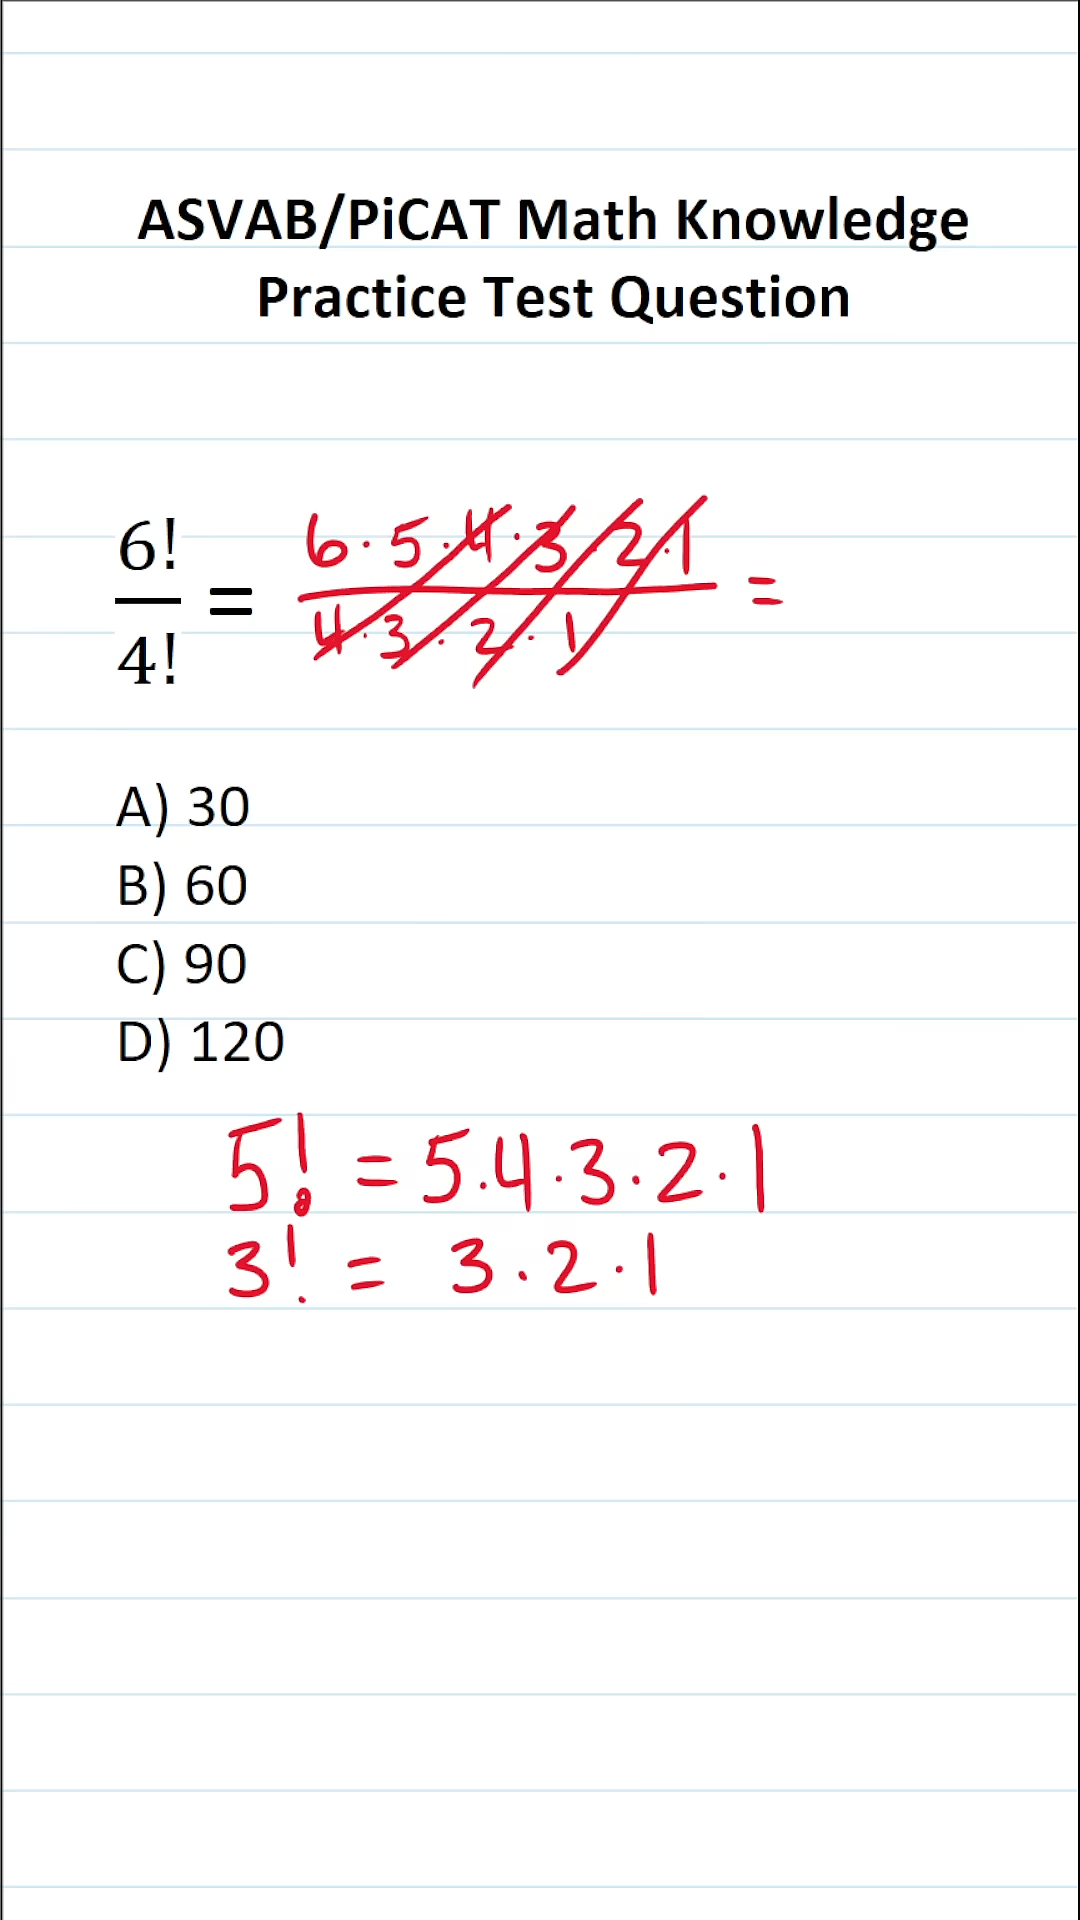 ASVAB/PiCAT Math Knowledge
Practice Test Question
6!/4! = 6·5·4·3·2·1/4·3·2·1 =
A) 30
B) 60
C) 90
D) 120
5! = 5·4·3·2·1
3! = 3·2·1